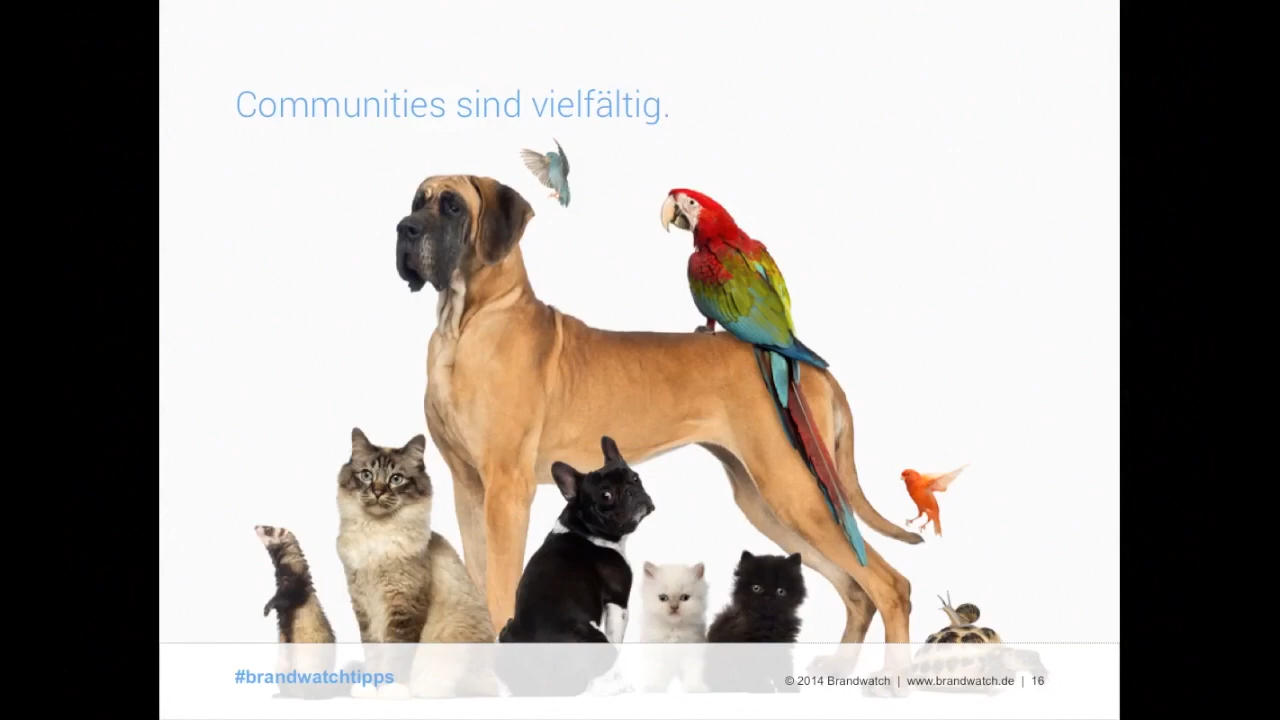 Communities sind vielfältig.
#brandwatchtipps
© 2014 Brandwatch | www.brandwatch.de | 16